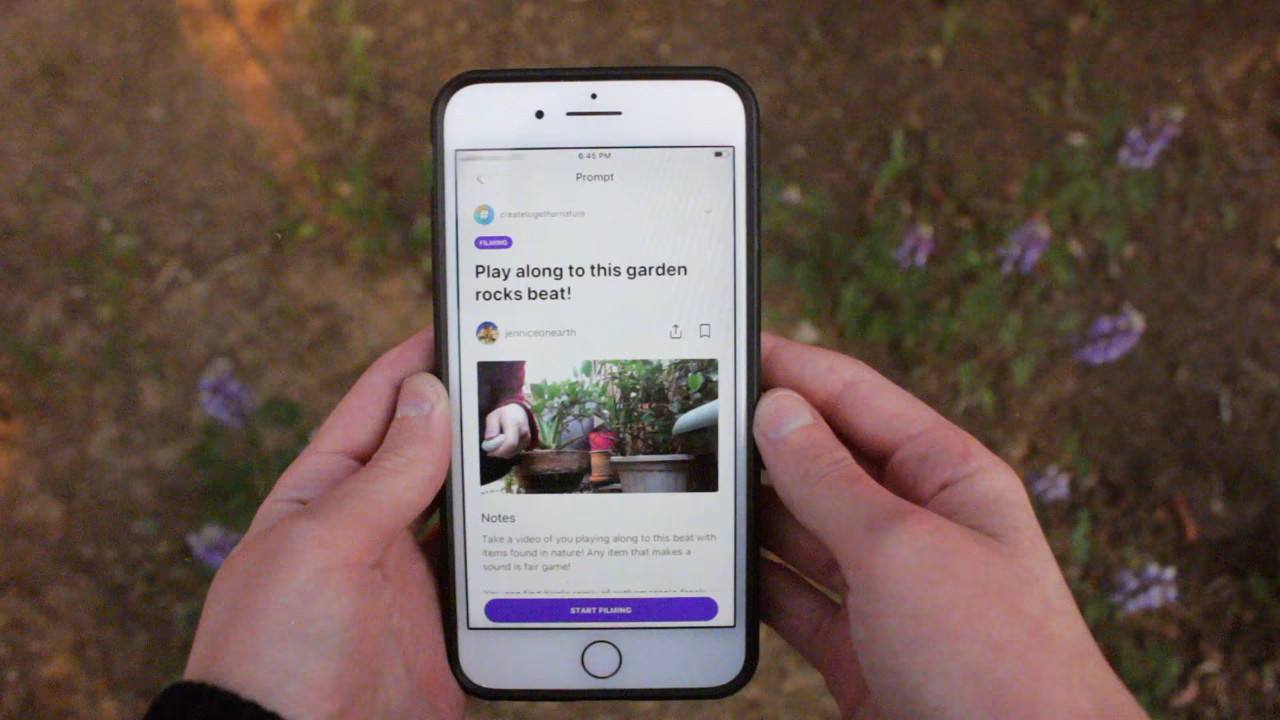 6:45 PM
Prompt
createtogethernature
FILMING
Play along to this garden
rocks beat!
jenniceonearth
Notes
Take a video of you playing along to this beat with
items found in nature! Any item that makes a
sound is fair game!
START FILMING